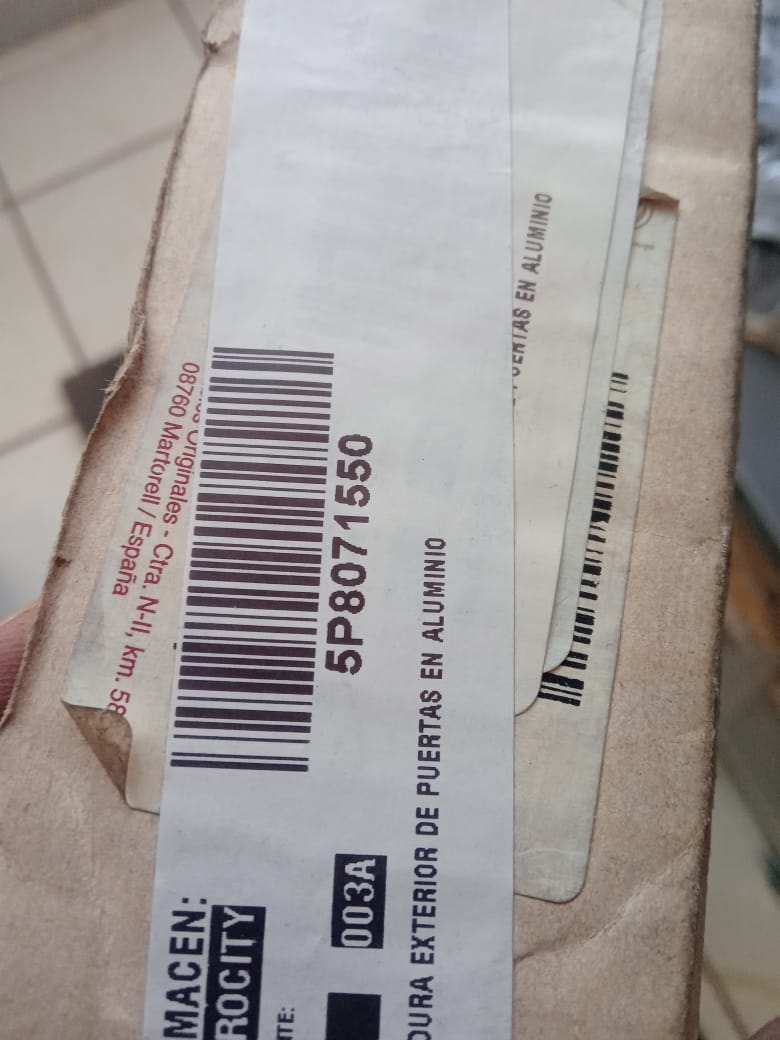 Originales - Ctra. N-II, km. 58
08760 Martorell / España
5P8071550
DURA EXTERIOR DE PUERTAS EN ALUMINIO
MACEN:
ROCITY
TE:
003A
PUERTAS EN ALUMINIO